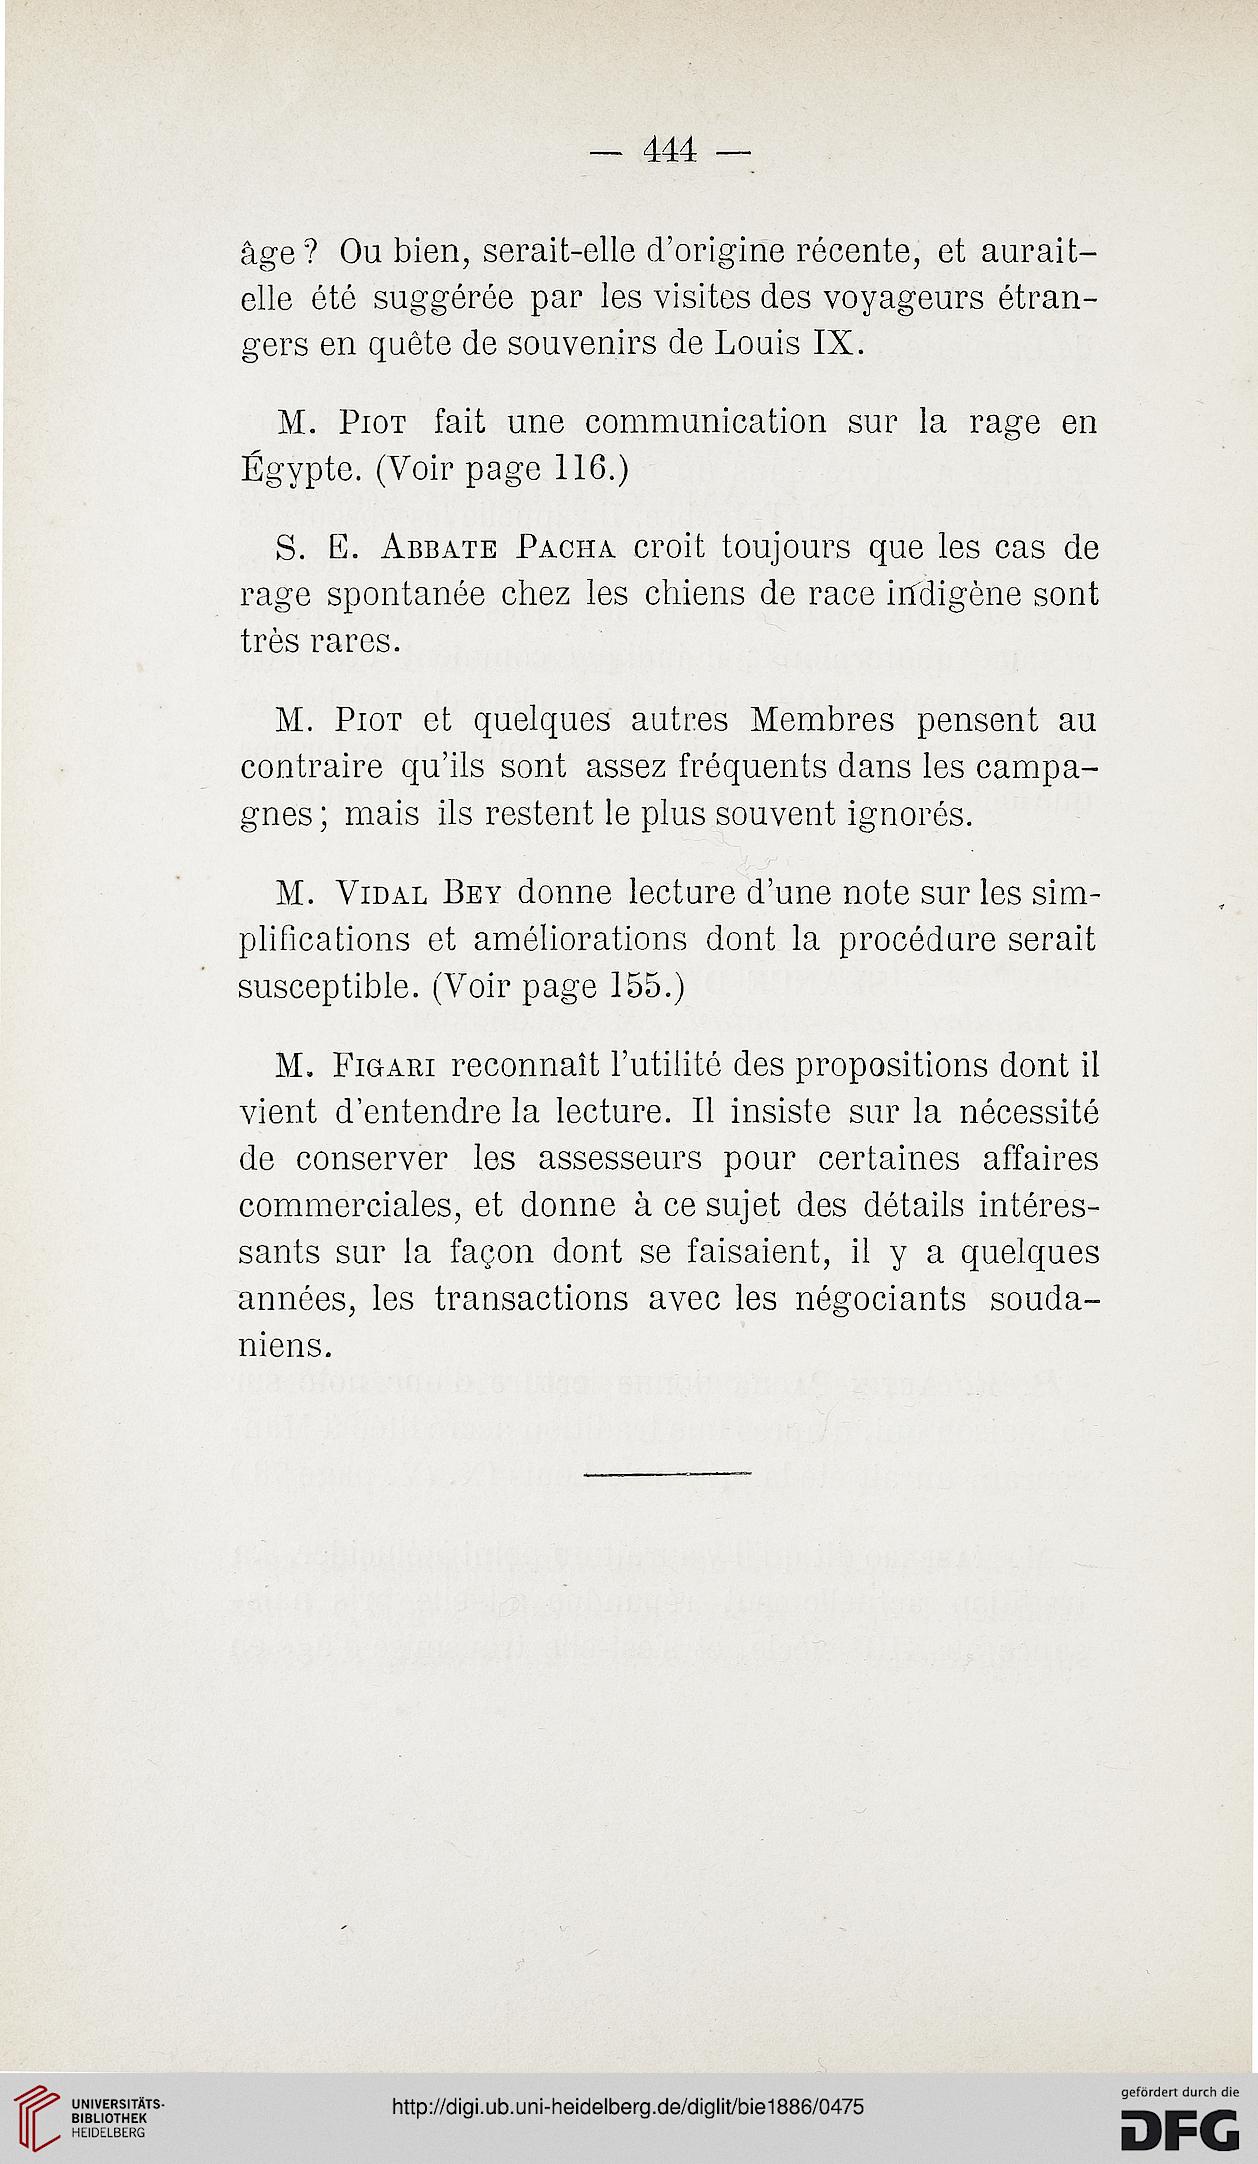 — 444 —
âge ? Ou bien, serait-elle d'origine récente, et aurait-
elle été suggérée par les visites des voyageurs étran-
gers en quête de souvenirs de Louis IX.
M. Piot fait une communication sur la rage en
Égypte. (Voir page 116.)
S. E. Abbate Pacha croit toujours que les cas de
rage spontanée chez les chiens de race indigène sont
très rares.
M. Piot et quelques autres Membres pensent au
contraire qu'ils sont assez fréquents dans les campa-
gnes ; mais ils restent le plus souvent ignorés.
M. Vidal Bey donne lecture d'une note sur les sim-
plifications et améliorations dont la procédure serait
susceptible. (Voir page 155.)
M. Figari reconnaît l'utilité des propositions dont il
vient d'entendre la lecture. Il insiste sur la nécessité
de conserver les assesseurs pour certaines affaires
commerciales, et donne à ce sujet des détails intéres-
sants sur la façon dont se faisaient, il y a quelques
années, les transactions avec les négociants souda-
niens.
UNIVERSITÄTS-
BIBLIOTHEK
HEIDELBERG
http://digi.ub.uni-heidelberg.de/diglit/bie1886/0475
gefördert durch die
DFG